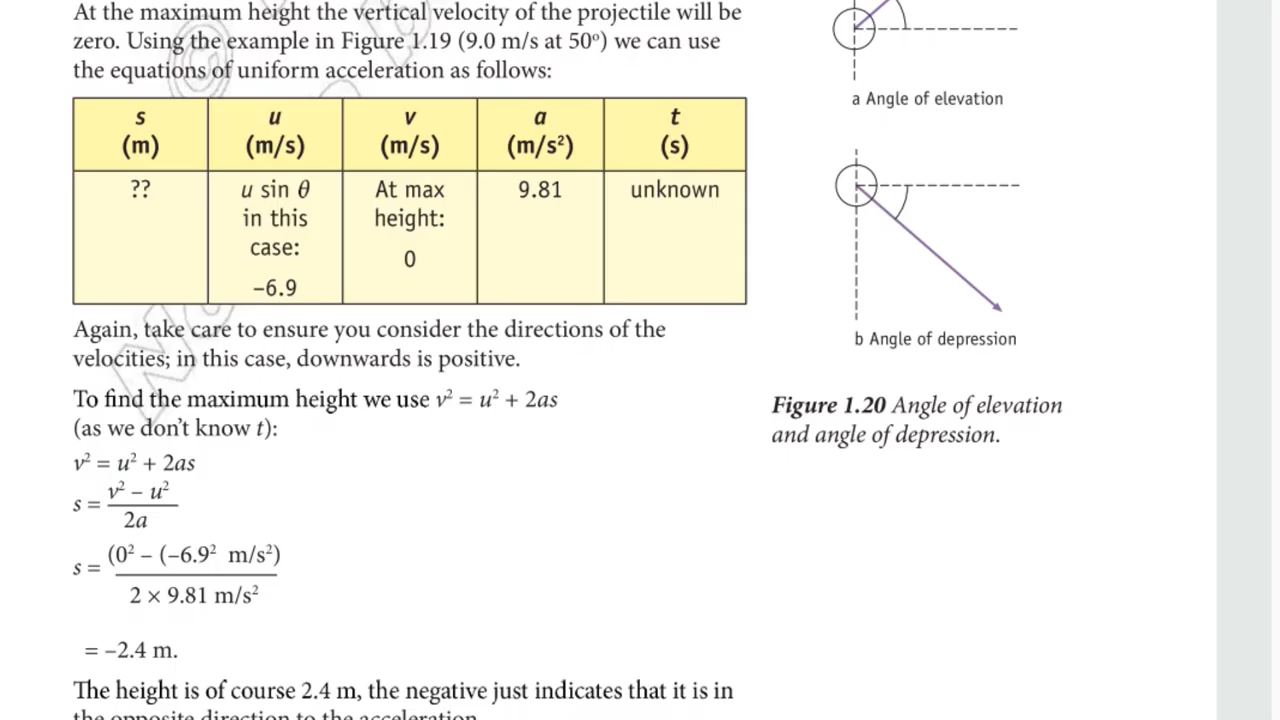 At the maximum height the vertical velocity of the projectile will be
zero. Using the example in Figure 1.19 (9.0 m/s at 50°) we can use
the equations of uniform acceleration as follows:
s
(m)
u
(m/s)
v
(m/s)
a
(m/s²)
t
(s)
??
u sin θ
in this
case:
–6.9
At max
height:
0
9.81
unknown
Again, take care to ensure you consider the directions of the
velocities; in this case, downwards is positive.
To find the maximum height we use v² = u² + 2as
(as we don't know t):
v² = u² + 2as
s = v² – u²
2a
s = (0² – (–6.9² m/s²)
2 × 9.81 m/s²
= –2.4 m.
The height is of course 2.4 m, the negative just indicates that it is in
the opposite direction to the acceleration.
a Angle of elevation
b Angle of depression
Figure 1.20 Angle of elevation
and angle of depression.